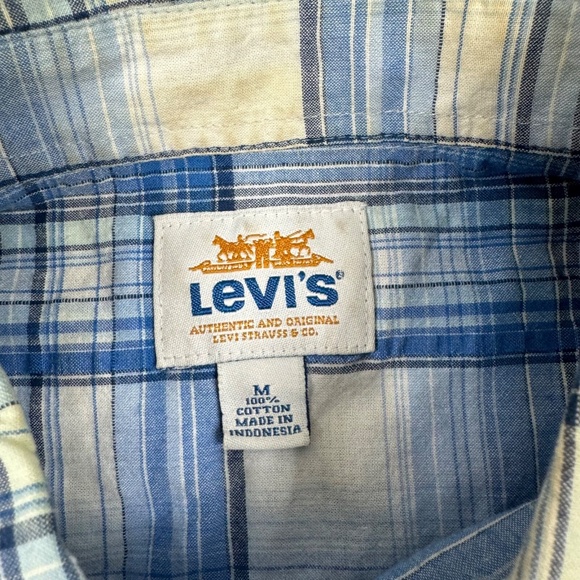 LEVI'S®
AUTHENTIC AND ORIGINAL
LEVI STRAUSS & CO.
M
100%
COTTON
MADE IN
INDONESIA